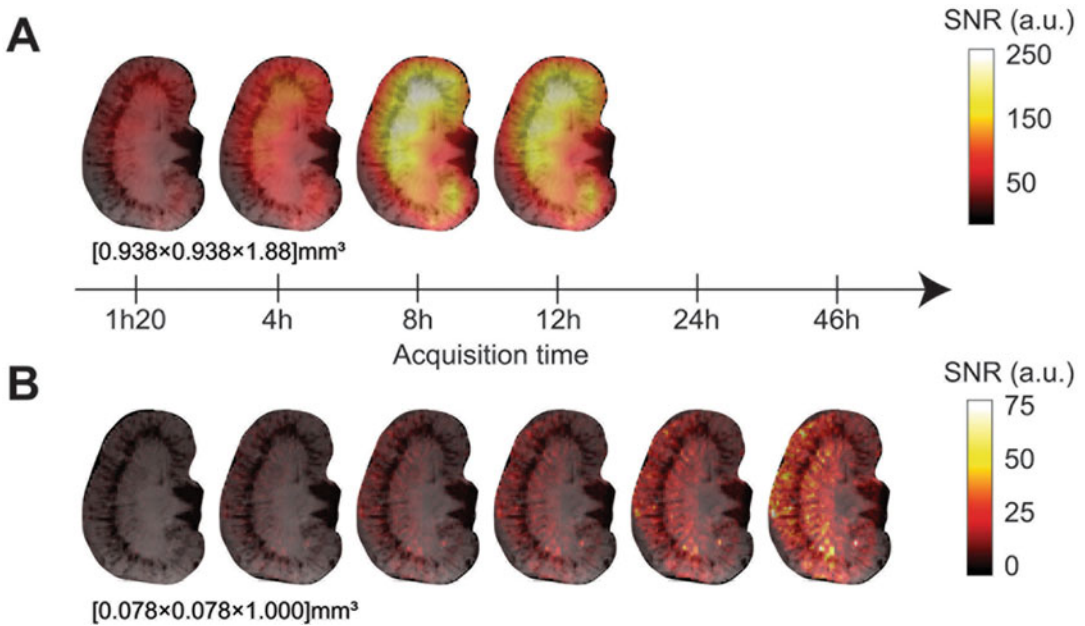 A
SNR (a.u.)
250
150
50
[0.938×0.938×1.88]mm³
1h20 4h 8h 12h 24h 46h
Acquisition time
B
SNR (a.u.)
75
50
25
0
[0.078×0.078×1.000]mm³